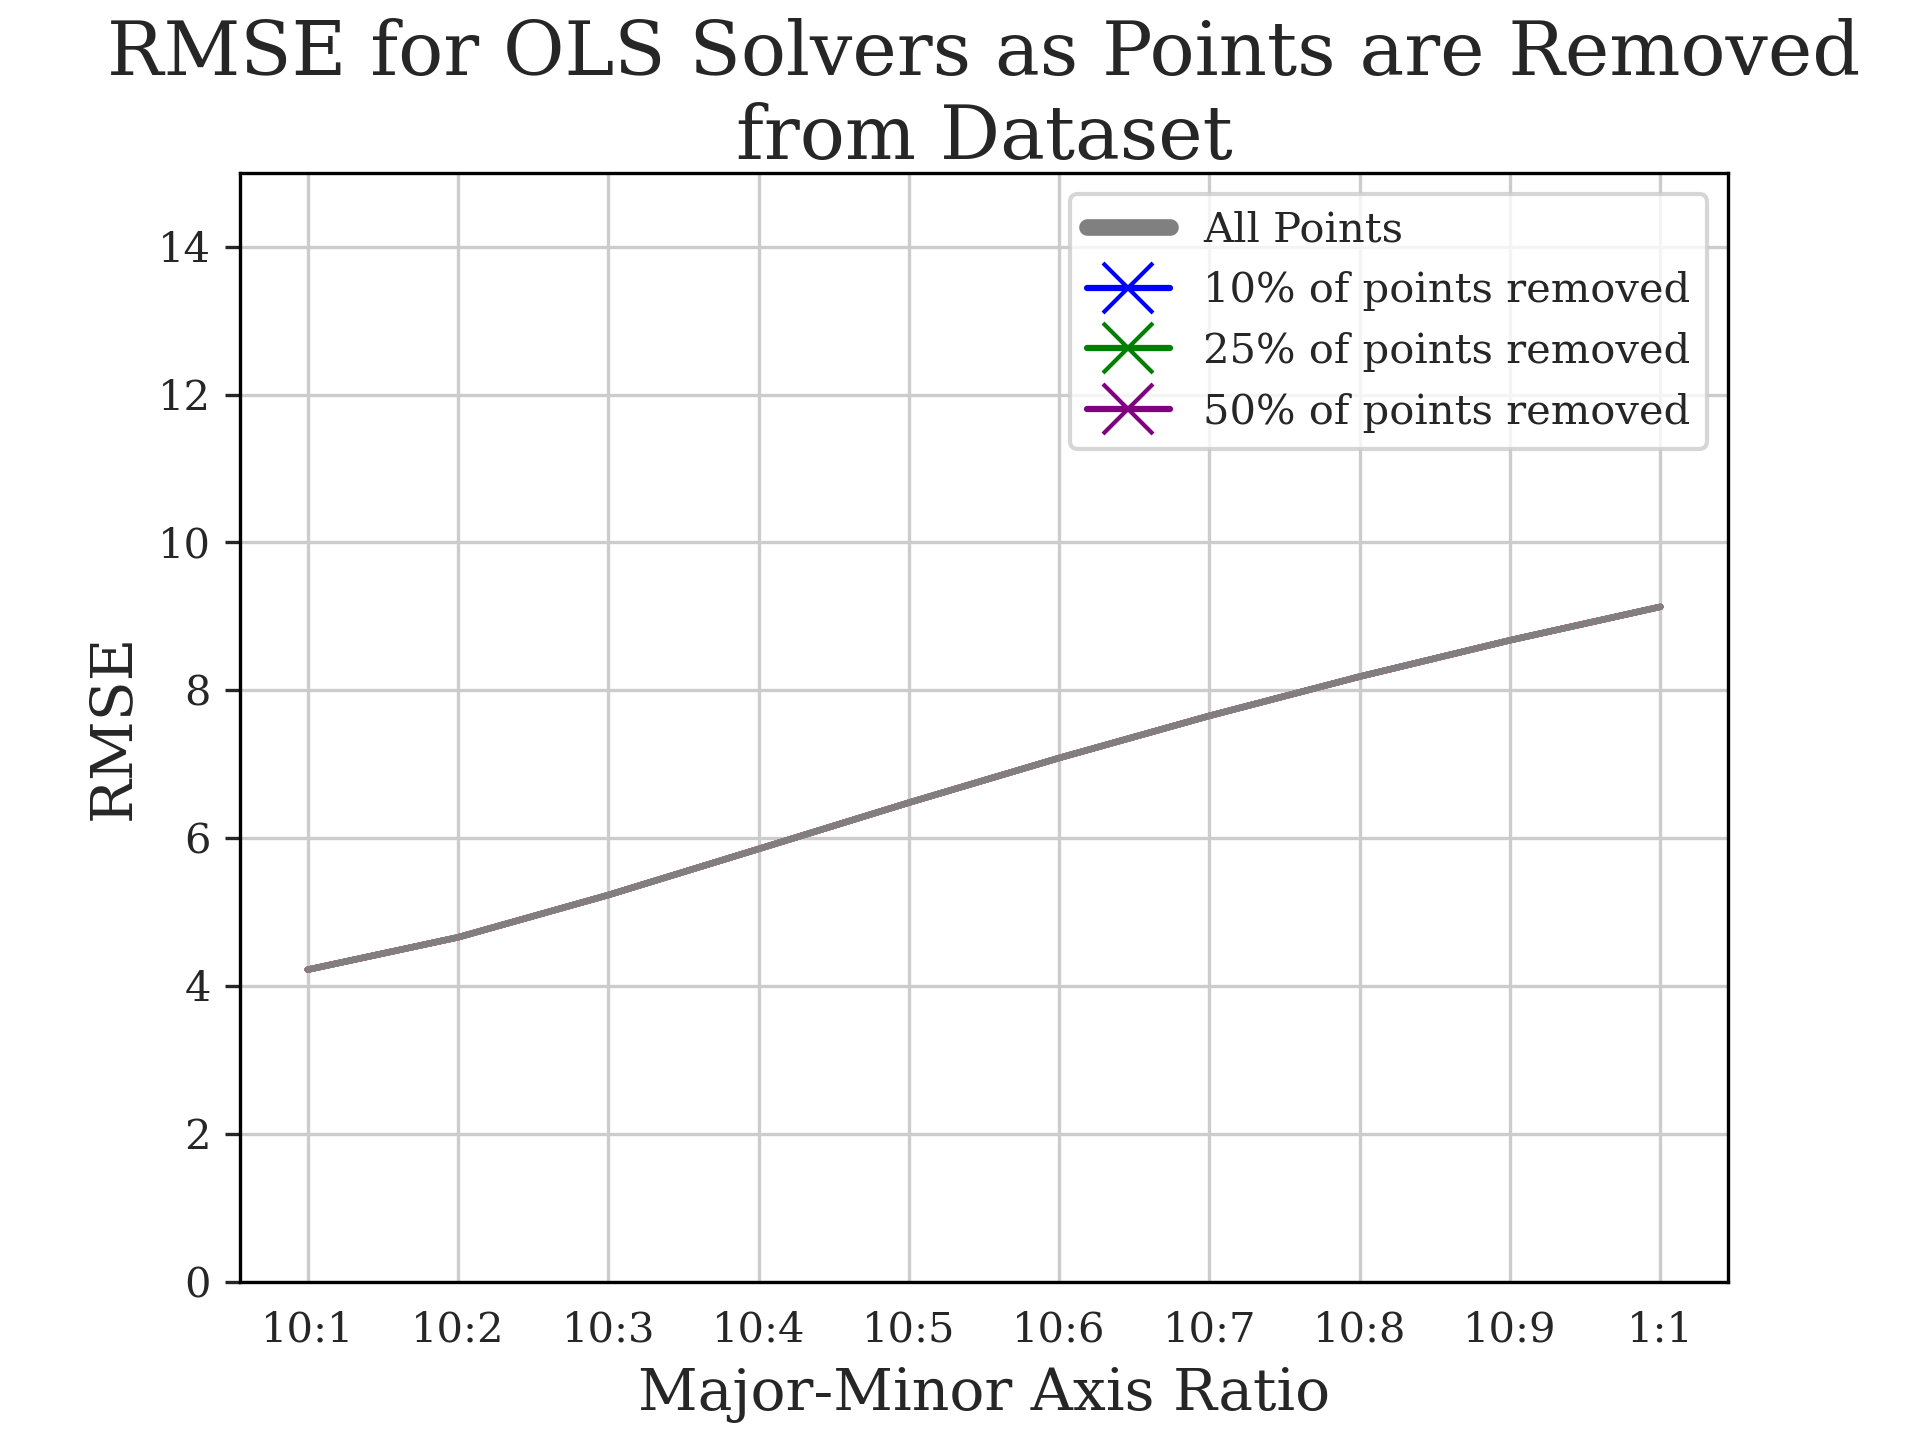 RMSE for OLS Solvers as Points are Removed
from Dataset
All Points
10% of points removed
25% of points removed
50% of points removed
RMSE
14
12
10
8
6
4
2
0
10:1 10:2 10:3 10:4 10:5 10:6 10:7 10:8 10:9 1:1
Major-Minor Axis Ratio